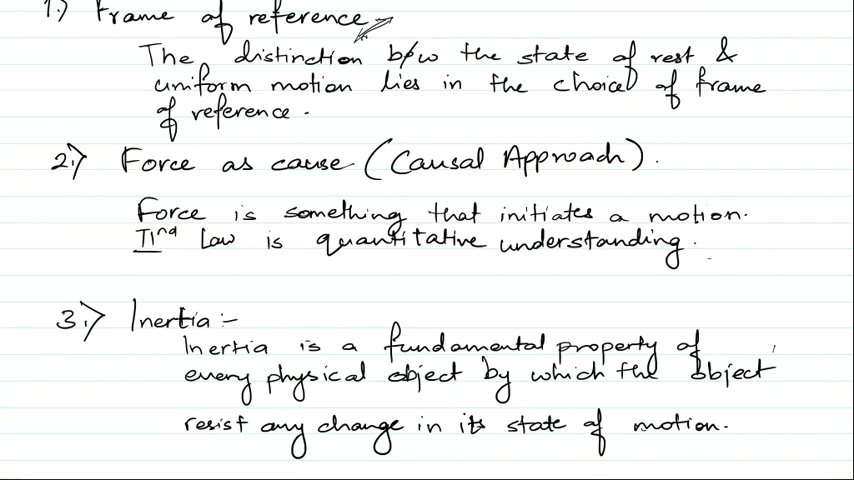 1.) Frame of reference
The distinction b/w the state of rest &
uniform motion lies in the choice of frame
of reference.
2.) Force as cause (Causal Approach).
Force is something that initiates a motion.
IInd Law is quantitative understanding.
3.) Inertia :-
Inertia is a fundamental property of
every physical object by which the object
resist any change in its state of motion.